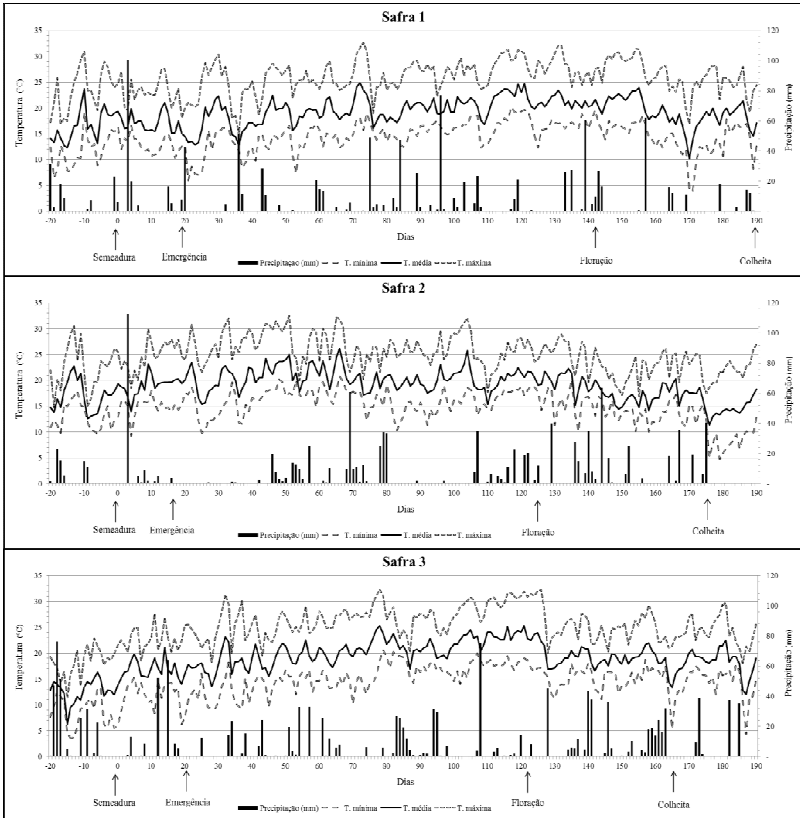 Safra 1
Temperatura (°C)
35
30
25
20
15
10
5
0
-20 -10 0 10 20 30 40 50 60 70 80 90 100 110 120 130 140 150 160 170 180 190
Dias
120
100
80
60
40
20
-
Precipitação (mm)
Semeadura Emergência Floração Colheita
Precipitação (mm) T. mínima T. média T. máxima
Safra 2
Temperatura (°C)
35
30
25
20
15
10
5
0
-20 -10 0 10 20 30 40 50 60 70 80 90 100 110 120 130 140 150 160 170 180 190
Dias
120
100
80
60
40
20
-
Precipitação (mm)
Semeadura Emergência Floração Colheita
Precipitação (mm) T. mínima T. média T. máxima
Safra 3
Temperatura (°C)
35
30
25
20
15
10
5
0
-20 -10 0 10 20 30 40 50 60 70 80 90 100 110 120 130 140 150 160 170 180 190
Dias
120
100
80
60
40
20
-
Precipitação (mm)
Semeadura Emergência Floração Colheita
Precipitação (mm) T. mínima T. média T. máxima